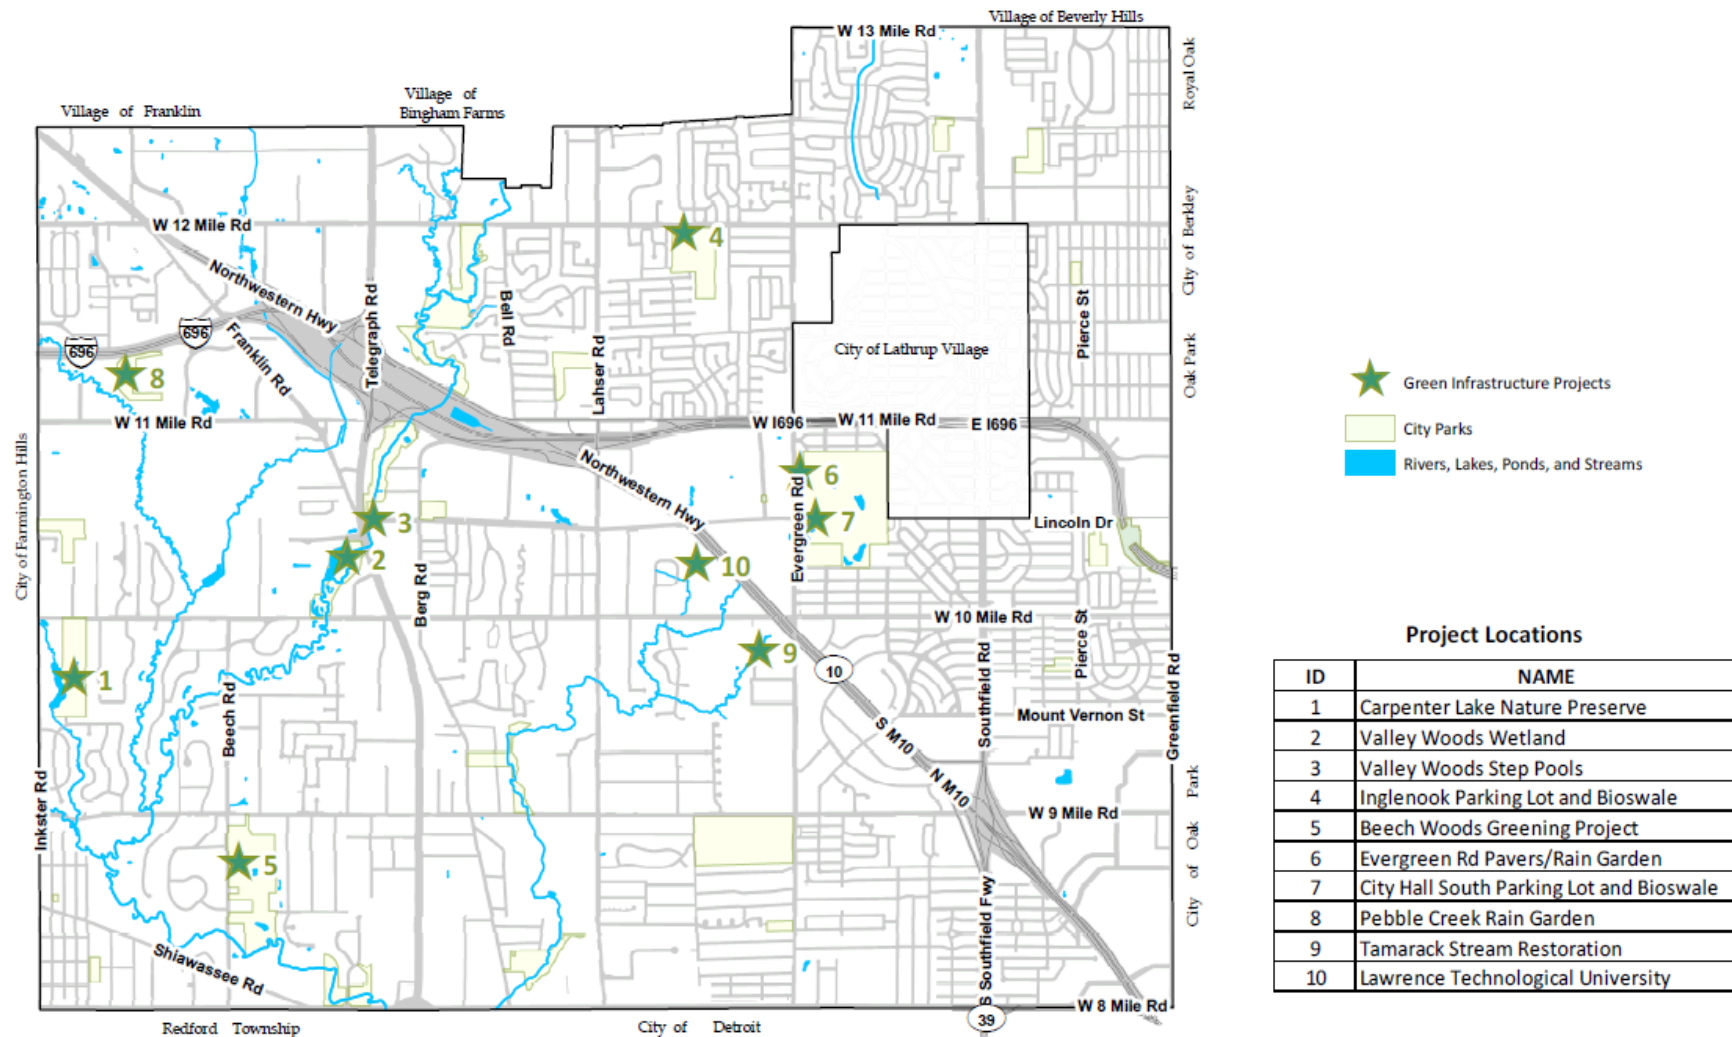 Village of Beverly Hills
W 13 Mile Rd
Royal Oak
Village of
Bingham Farms
Village of Franklin
W 12 Mile Rd
4
City of Berkley
Northwestern Hwy
Telegraph Rd
Bell Rd
Pierce St
696
696
Franklin Rd
Lahser Rd
City of Lathrup Village
Oak Park
8
W 11 Mile Rd
W I696
W 11 Mile Rd
E I696
City of Farmington Hills
Northwestern Hwy
6
Evergreen Rd
3
7
Lincoln Dr
2
10
Berg Rd
W 10 Mile Rd
Pierce St
1
9
10
Beech Rd
Southfield Rd
Mount Vernon St
Greenfield Rd
S M10
N M10
Inkster Rd
W 9 Mile Rd
City of Oak Park
5
S Southfield Fwy
Shiawassee Rd
W 8 Mile Rd
39
Redford Township
City of Detroit
Green Infrastructure Projects
City Parks
Rivers, Lakes, Ponds, and Streams
Project Locations
ID NAME
1 Carpenter Lake Nature Preserve
2 Valley Woods Wetland
3 Valley Woods Step Pools
4 Inglenook Parking Lot and Bioswale
5 Beech Woods Greening Project
6 Evergreen Rd Pavers/Rain Garden
7 City Hall South Parking Lot and Bioswale
8 Pebble Creek Rain Garden
9 Tamarack Stream Restoration
10 Lawrence Technological University